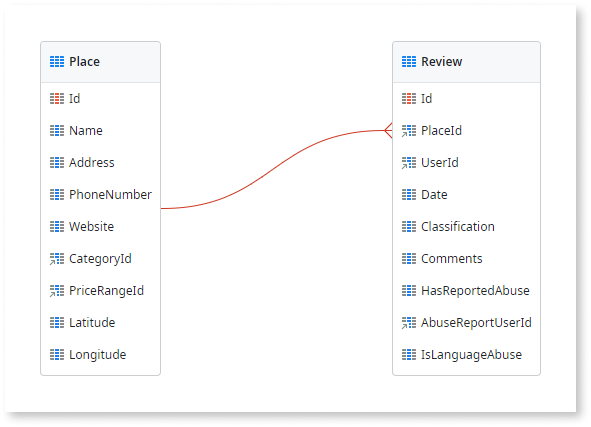 Place
Id
Name
Address
PhoneNumber
Website
CategoryId
PriceRangeId
Latitude
Longitude
Review
Id
PlaceId
UserId
Date
Classification
Comments
HasReportedAbuse
AbuseReportUserId
IsLanguageAbuse